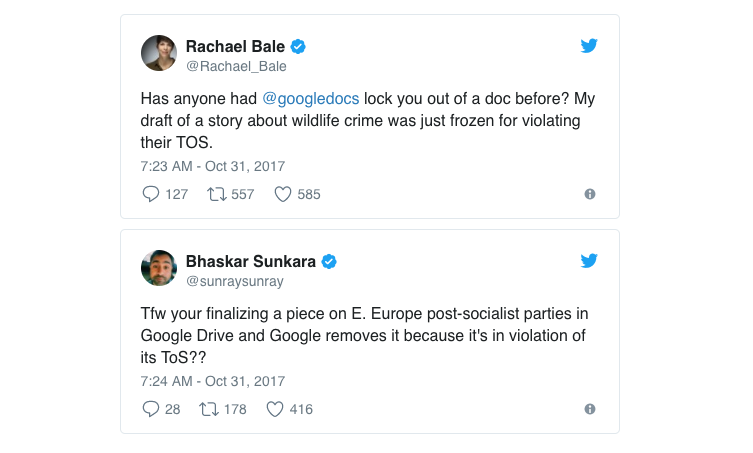 Rachael Bale
@Rachael_Bale
Has anyone had @googledocs lock you out of a doc before? My
draft of a story about wildlife crime was just frozen for violating
their TOS.
7:23 AM - Oct 31, 2017
127 557 585
Bhaskar Sunkara
@sunraysunray
Tfw your finalizing a piece on E. Europe post-socialist parties in
Google Drive and Google removes it because it's in violation of
its ToS??
7:24 AM - Oct 31, 2017
28 178 416